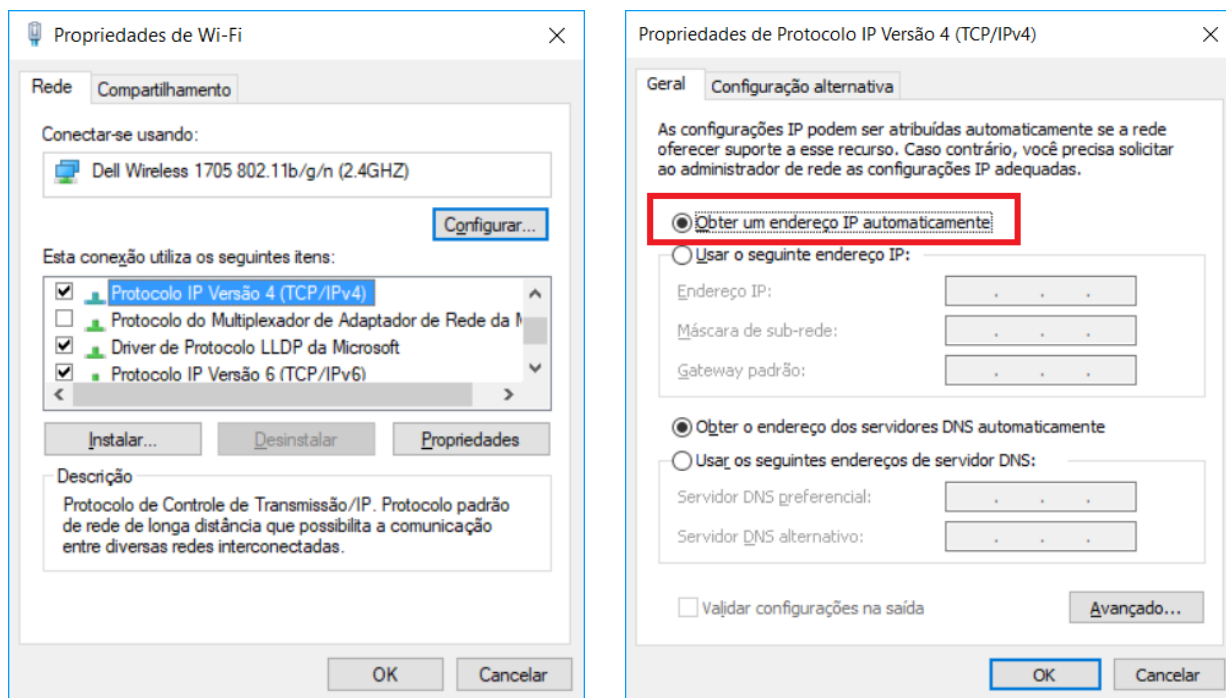 Propriedades de Wi-Fi
Rede
Compartilhamento
Conectar-se usando:
Dell Wireless 1705 802.11b/g/n (2.4GHZ)
Configurar...
Esta conexão utiliza os seguintes itens:
Protocolo IP Versão 4 (TCP/IPv4)
Protocolo do Multiplexador de Adaptador de Rede da
Driver de Protocolo LLDP da Microsoft
Protocolo IP Versão 6 (TCP/IPv6)
Instalar...
Desinstalar
Propriedades
Descrição
Protocolo de Controle de Transmissão/IP. Protocolo padrão
de rede de longa distância que possibilita a comunicação
entre diversas redes interconectadas.
OK
Cancelar
Propriedades de Protocolo IP Versão 4 (TCP/IPv4)
Geral
Configuração alternativa
As configurações IP podem ser atribuídas automaticamente se a rede
oferecer suporte a esse recurso. Caso contrário, você precisa solicitar
ao administrador de rede as configurações IP adequadas.
Obter um endereço IP automaticamente
Usar o seguinte endereço IP:
Endereço IP:
Máscara de sub-rede:
Gateway padrão:
Obter o endereço dos servidores DNS automaticamente
Usar os seguintes endereços de servidor DNS:
Servidor DNS preferencial:
Servidor DNS alternativo:
Validar configurações na saída
Avançado...
OK
Cancelar